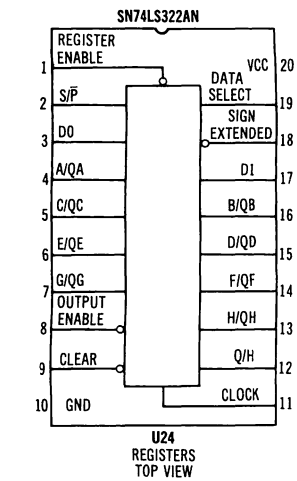 SN74LS322AN
REGISTER
ENABLE
1
VCC 20
DATA
SELECT
2 S/P̅
19
SIGN
EXTENDED
3 D0
18
4 A/QA
D1 17
5 C/QC
B/QB 16
6 E/QE
D/QD 15
7 G/QG
F/QF 14
OUTPUT
ENABLE
8
H/QH 13
9 CLEAR
Q/H 12
10 GND
CLOCK 11
U24
REGISTERS
TOP VIEW